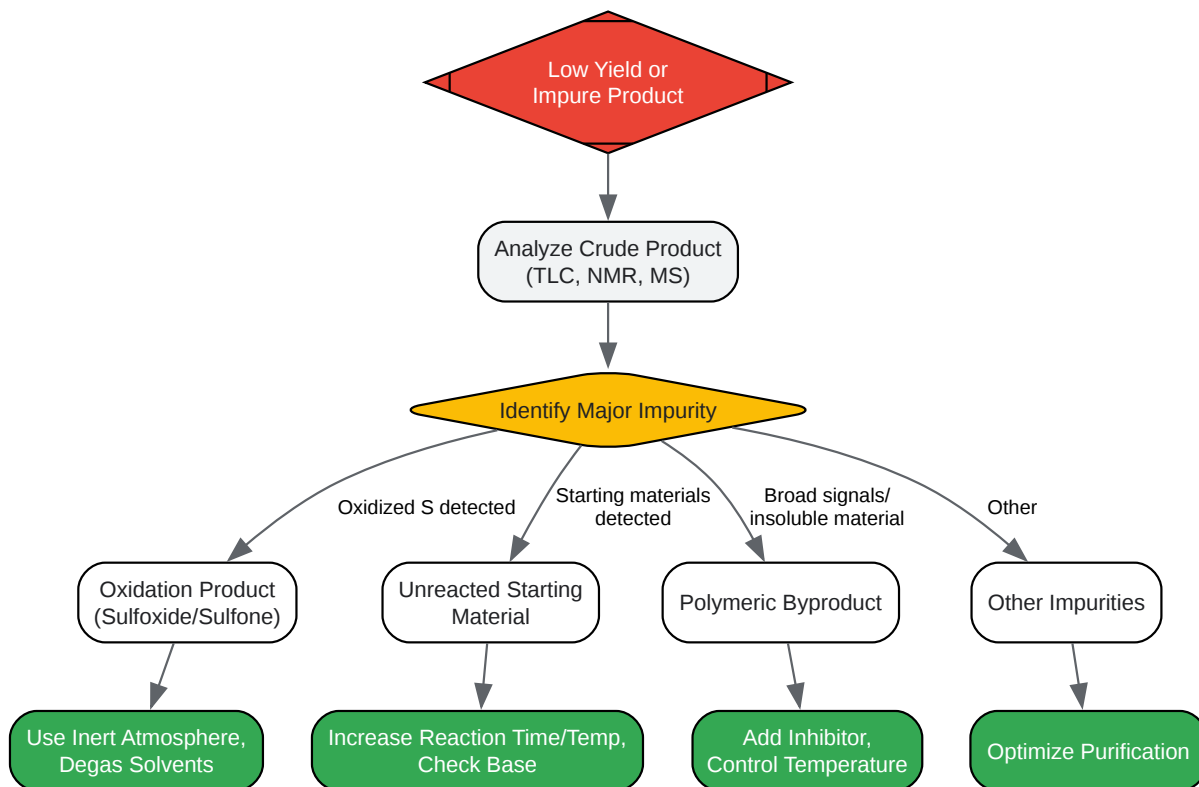 Low Yield or
Impure Product
Analyze Crude Product
(TLC, NMR, MS)
Identify Major Impurity
Oxidized S detected
Starting materials
detected
Broad signals/
insoluble material
Other
Oxidation Product
(Sulfoxide/Sulfone)
Unreacted Starting
Material
Polymeric Byproduct
Other Impurities
Use Inert Atmosphere,
Degas Solvents
Increase Reaction Time/Temp,
Check Base
Add Inhibitor,
Control Temperature
Optimize Purification